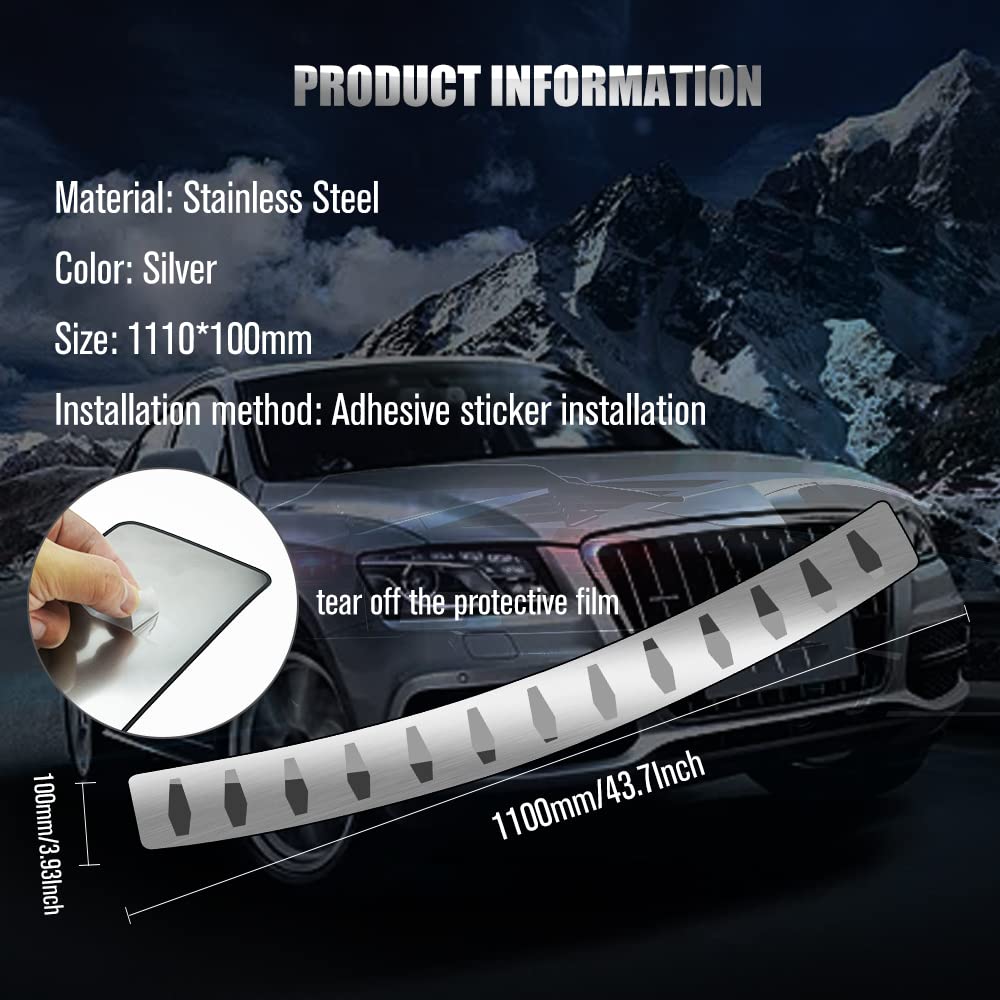 PRODUCT INFORMATION
Material: Stainless Steel
Color: Silver
Size: 1110*100mm
Installation method: Adhesive sticker installation
tear off the protective film
1100mm/43.7Inch
100mm/3.93Inch